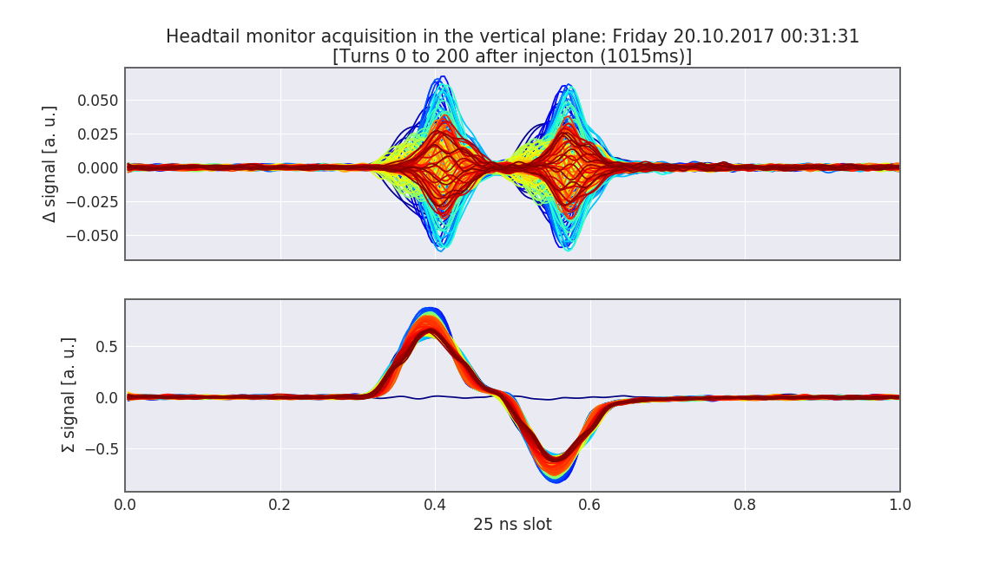 Headtail monitor acquisition in the vertical plane: Friday 20.10.2017 00:31:31
[Turns 0 to 200 after injecton (1015ms)]
Δ signal [a. u.]
0.050
0.025
0.000
−0.025
−0.050
Σ signal [a. u.]
0.5
0.0
−0.5
0.0 0.2 0.4 0.6 0.8 1.0
25 ns slot